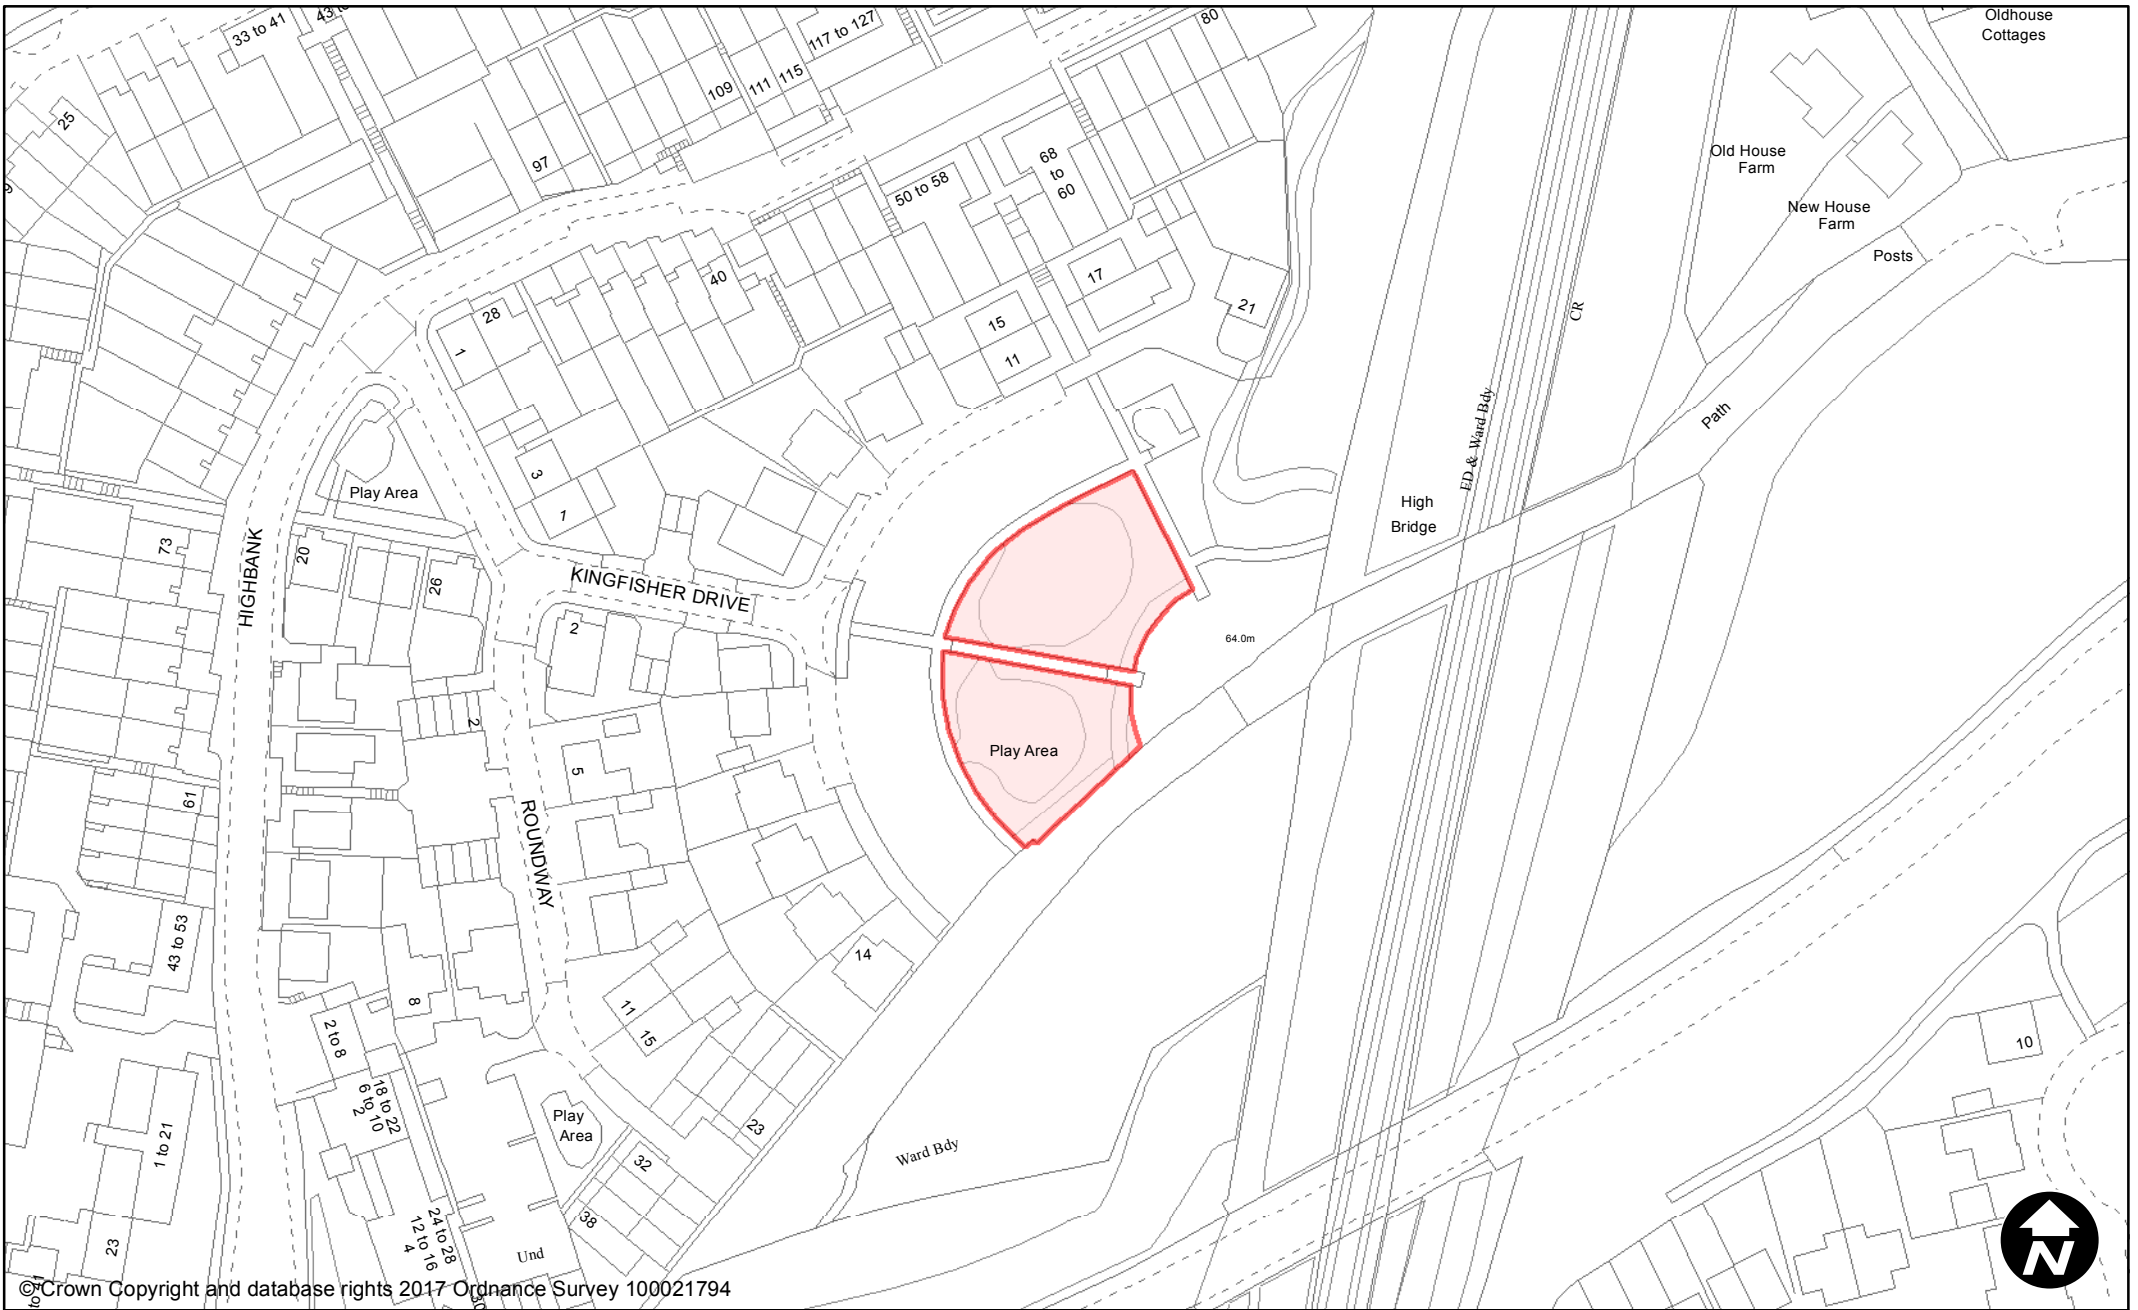 33 to 41
117 to 127
80
Oldhouse
Cottages
25
109
111
115
97
68
to
60
50 to 58
Old House
Farm
New House
Farm
Posts
17
21
40
28
1
15
11
CR
ED & Ward Bdy
Path
3
1
Play Area
High
Bridge
HIGHBANK
73
20
26
KINGFISHER DRIVE
2
64.0m
2
5
Play Area
61
ROUNDWAY
43 to 53
14
8
11
15
2 to 8
10
18 to 22
6 to 10
2
Play
Area
23
1 to 21
32
Ward Bdy
38
24 to 28
12 to 16
4
23
Und
30
N
© Crown Copyright and database rights 2017 Ordnance Survey 100021794